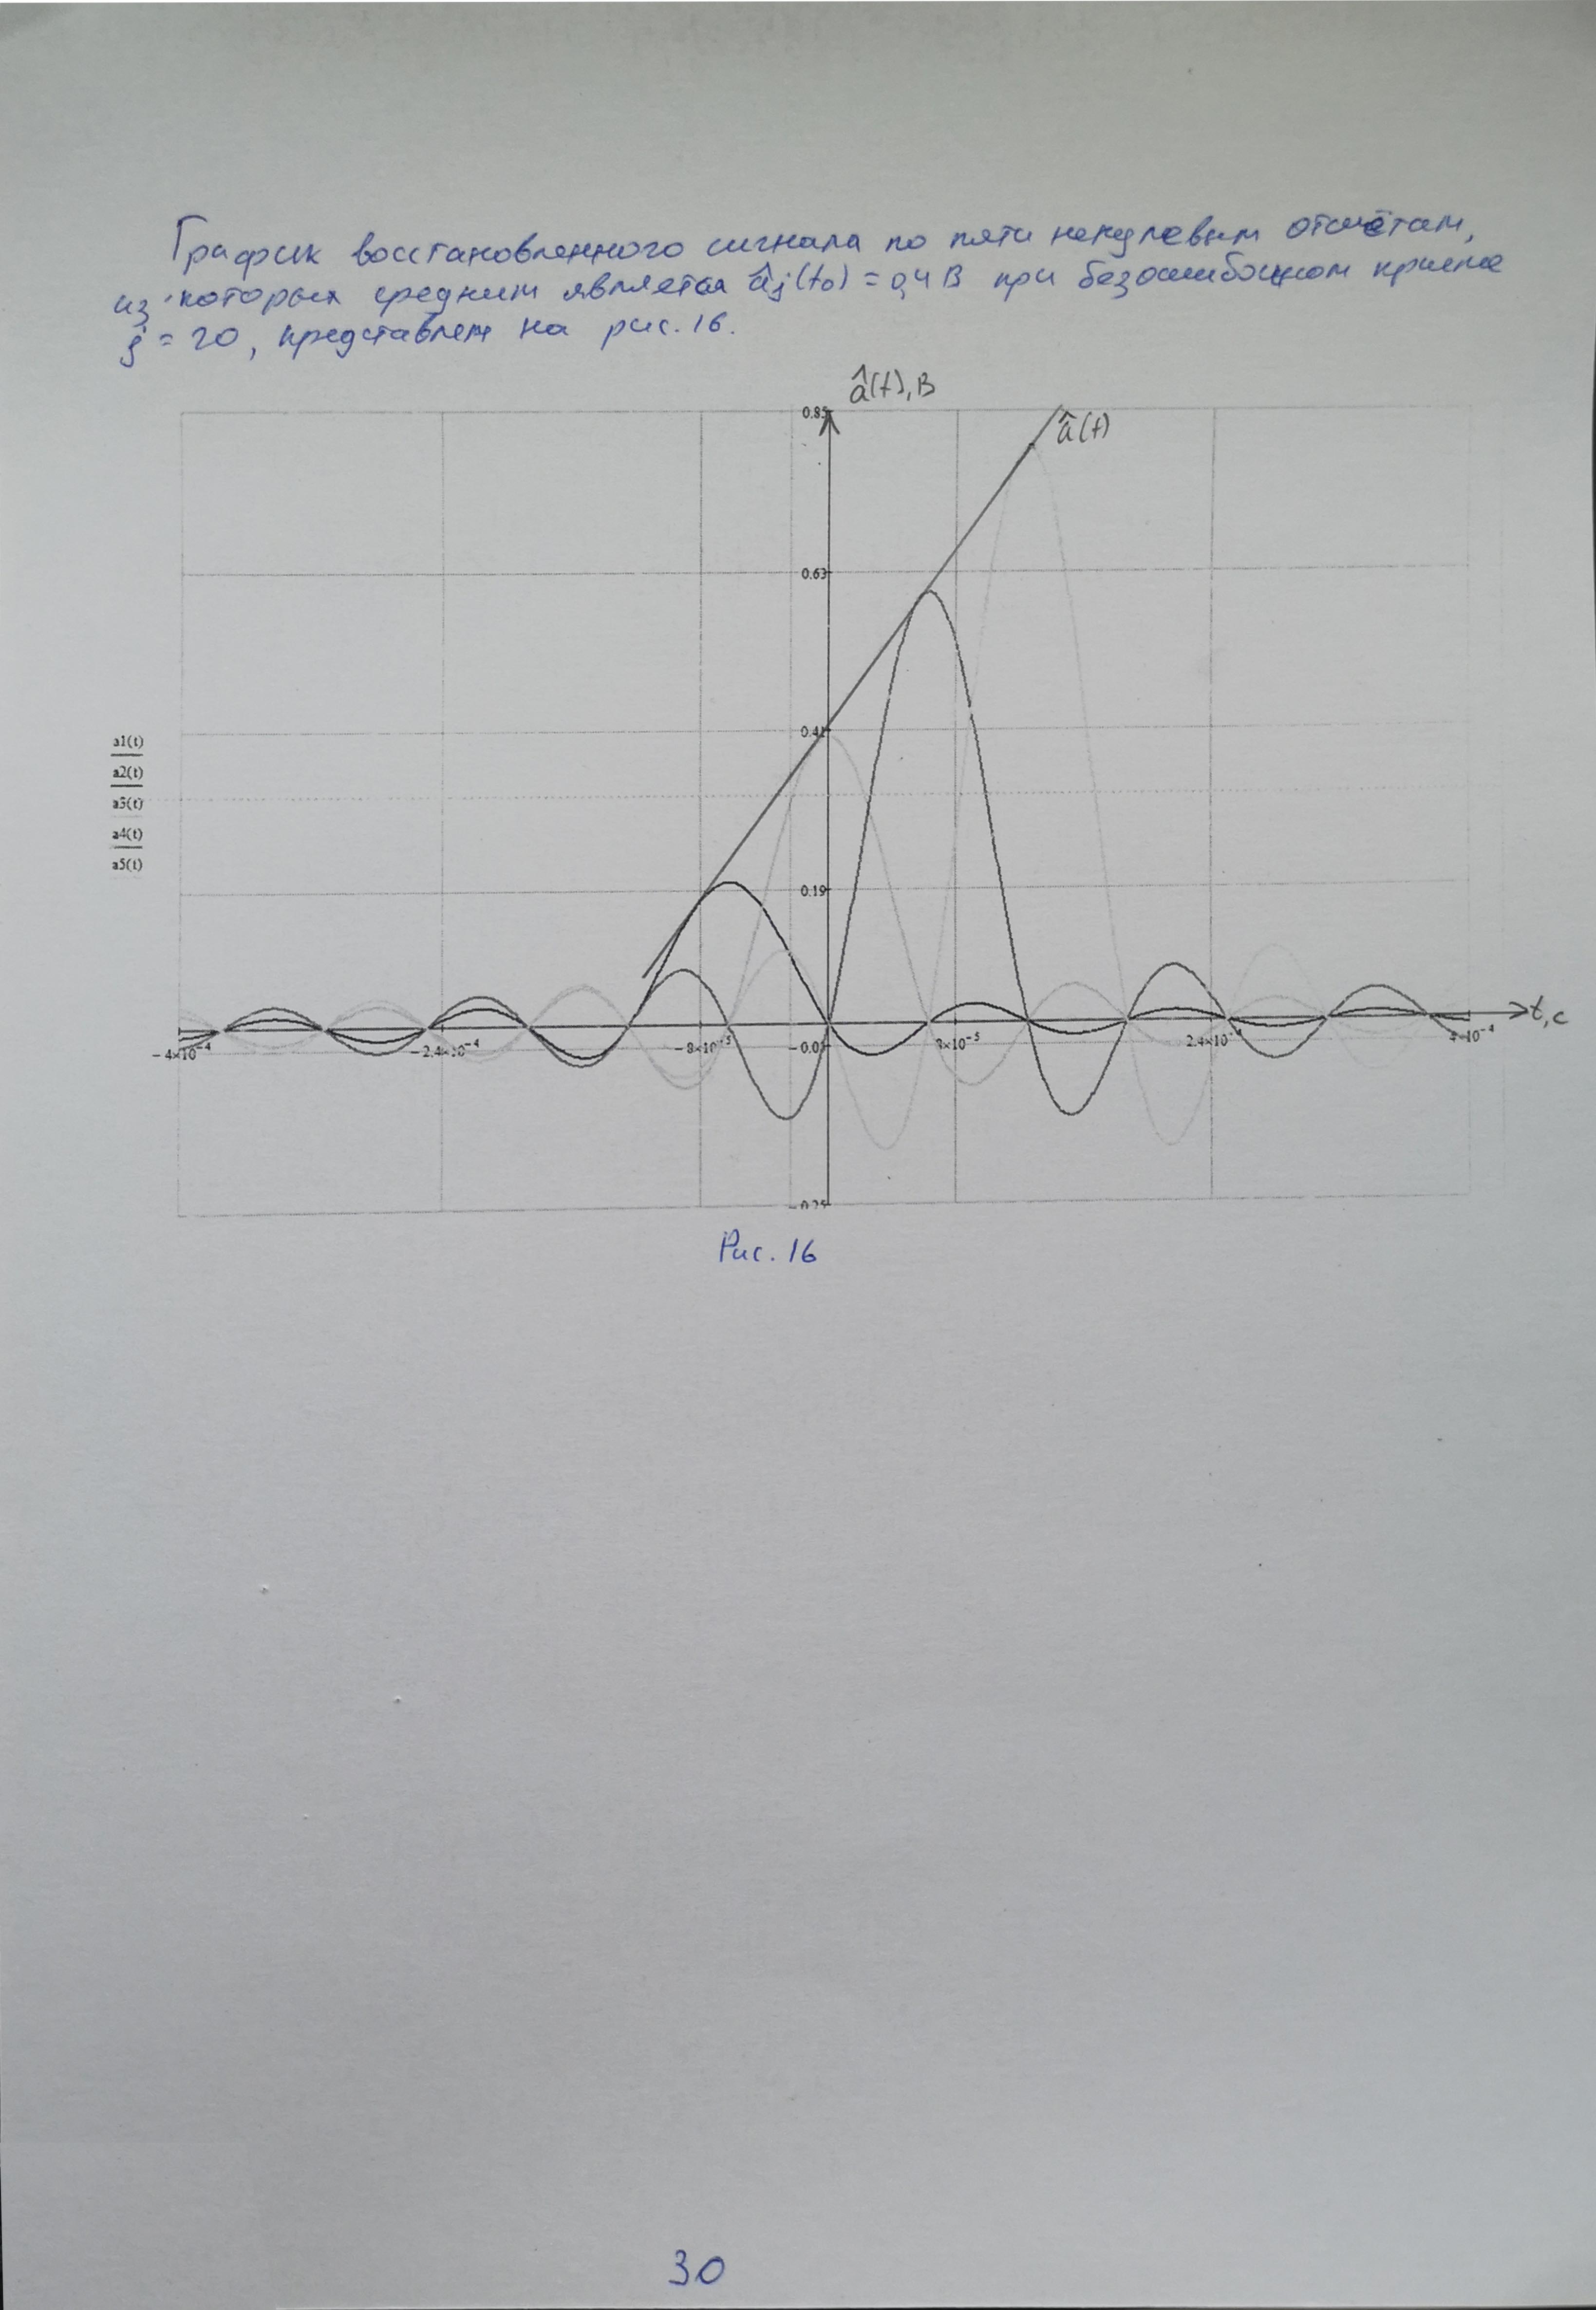 График восстановленного сигнала по пяти ненулевым отсчётам,
из которых средним является â_j(t₀) = 0,4 В при безошибочном приеме
j = 20, представлен на рис. 16.
â(t), В
0.85
â(t)
0.63
0.41
a1(t)
a2(t)
a3(t)
a4(t)
a5(t)
0.19
t, c
−4×10⁻⁴ −2.4×10⁻⁴ −8×10⁻⁵ −0.03 8×10⁻⁵ 2.4×10⁻⁴ 4×10⁻⁴
−0.25
Рис. 16
30